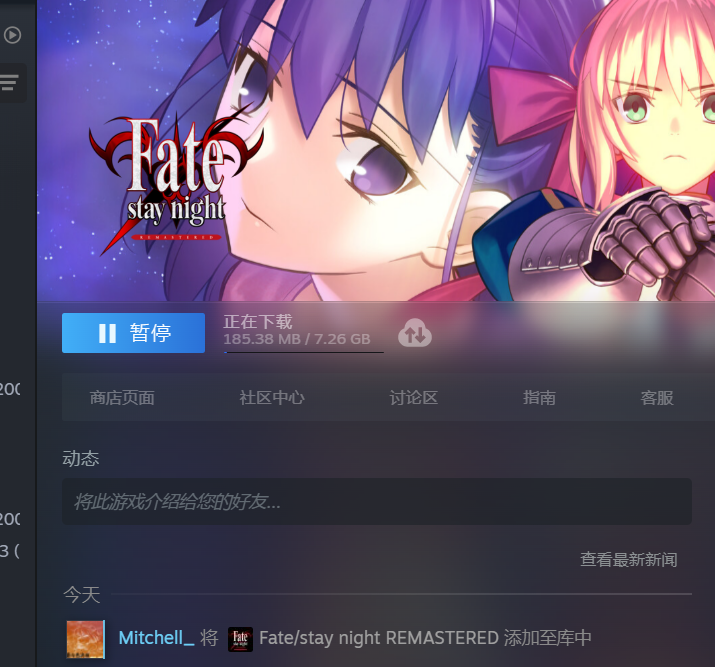 Fate
stay night
REMASTERED
暂停
正在下载
185.38 MB / 7.26 GB
商店页面
社区中心
讨论区
指南
客服
200
动态
将此游戏介绍给您的好友...
200
3 (
查看最新新闻
今天
Mitchell_ 将 Fate Fate/stay night REMASTERED 添加至库中